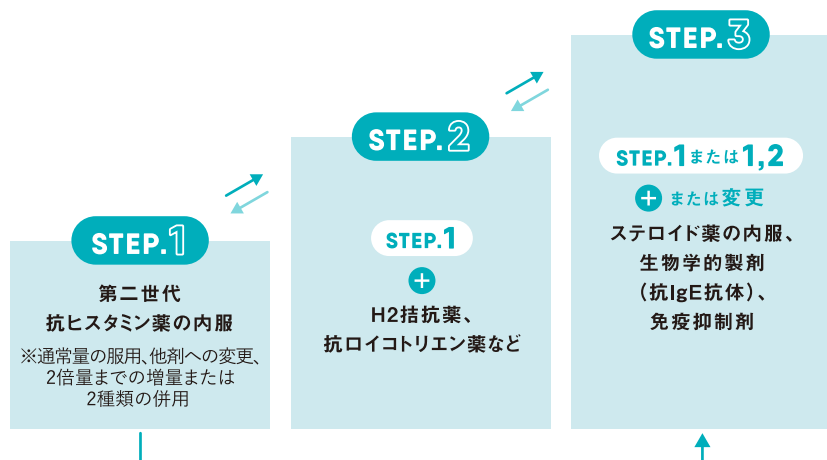 STEP.1
第二世代
抗ヒスタミン薬の内服
※通常量の服用、他剤への変更、
2倍量までの増量または
2種類の併用
STEP.2
STEP.1
+
H2拮抗薬、
抗ロイコトリエン薬など
STEP.3
STEP.1または1,2
+または変更
ステロイド薬の内服、
生物学的製剤
（抗IgE抗体）、
免疫抑制剤